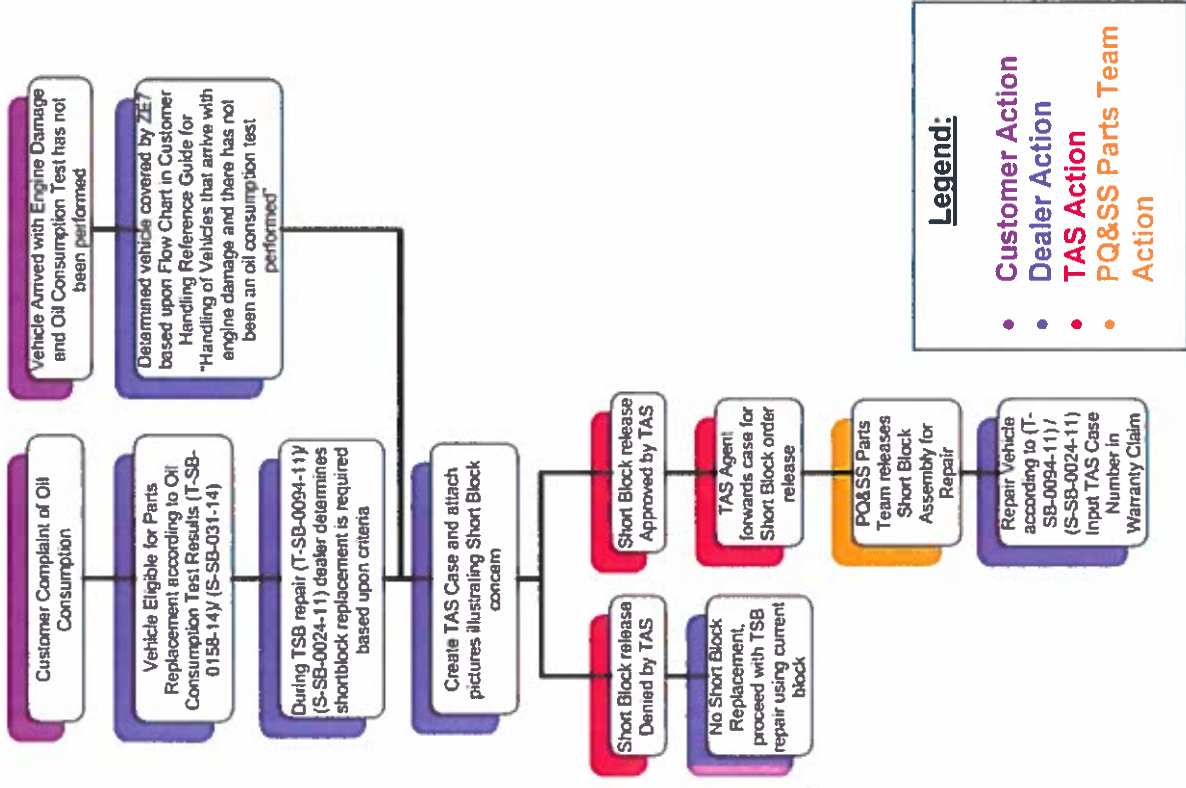 Customer Complaint of Oil
Consumption
Vehicle Eligible for Parts
Replacement according to Oil
Consumption Test Results (T-SB-
0158-14)/ (S-SB-031-14)
During TSB repair (T-SB-0094-11)/
(S-SB-0024-11) dealer determines
shortblock replacement is required
based upon criteria
Vehicle Arrived with Engine Damage
and Oil Consumption Test has not
been performed
Determined vehicle covered by ZE7
based upon Flow Chart in Customer
Handling Reference Guide for
"Handling of Vehicles that arrive with
engine damage and there has not
been an oil consumption test
performed"
Create TAS Case and attach
pictures illustrating Short Block
concern
Short Block release
Denied by TAS
No Short Block
Replacement,
proceed with TSB
repair using current
block
Short Block release
Approved by TAS
TAS Agent
forwards case for
Short Block order
release
PQ&SS Parts
Team releases
Short Block
Assembly for
Repair
Repair Vehicle
according to (T-
SB-0094-11) /
(S-SB-0024-11)
Input TAS Case
Number in
Warranty Claim
Legend:
• Customer Action
• Dealer Action
• TAS Action
• PQ&SS Parts Team
Action